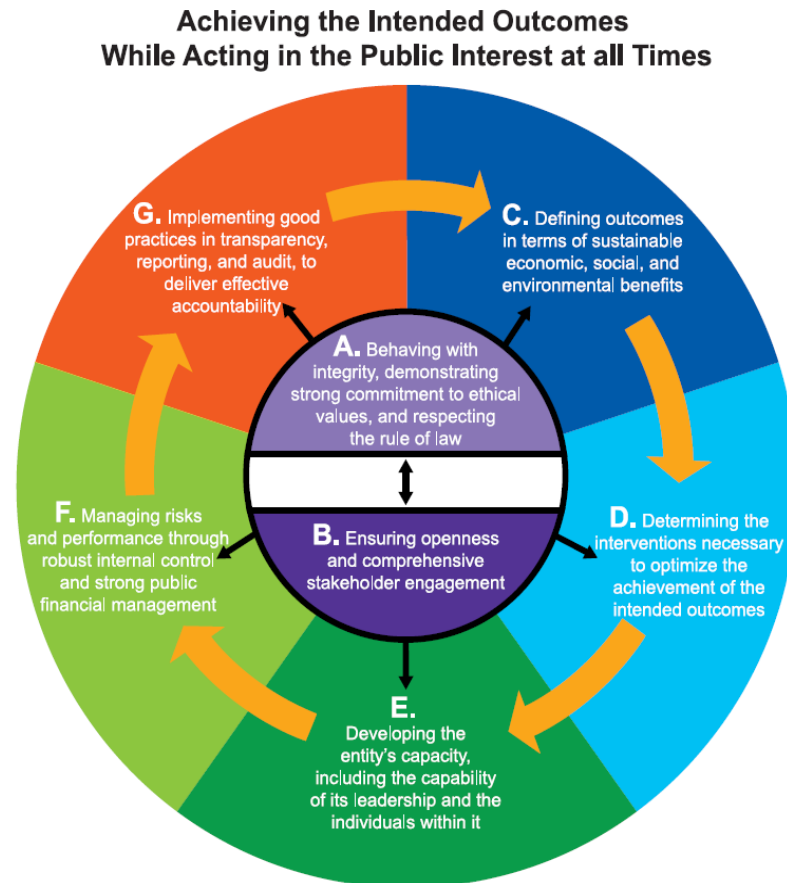 Achieving the Intended Outcomes
While Acting in the Public Interest at all Times
G. Implementing good
practices in transparency,
reporting, and audit, to
deliver effective
accountability
C. Defining outcomes
in terms of sustainable
economic, social, and
environmental benefits
A. Behaving with
integrity, demonstrating
strong commitment to ethical
values, and respecting
the rule of law
B. Ensuring openness
and comprehensive
stakeholder engagement
F. Managing risks
and performance through
robust internal control
and strong public
financial management
D. Determining the
interventions necessary
to optimize the
achievement of the
intended outcomes
E.
Developing the
entity’s capacity,
including the capability
of its leadership and the
individuals within it